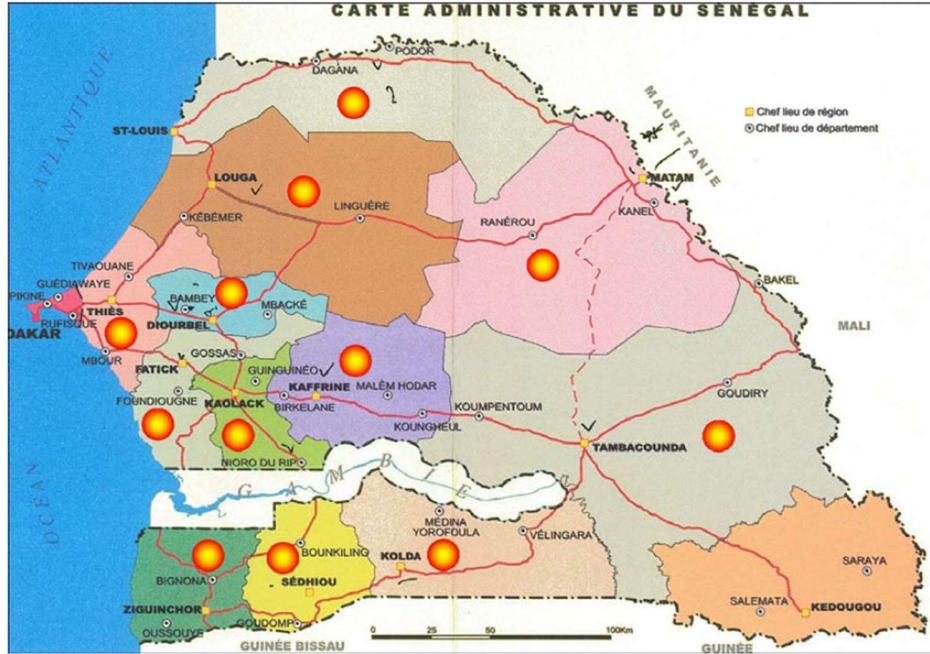 CARTE ADMINISTRATIVE DU SÉNÉGAL
PODOR
DAGANA
ATLANTIQUE
MAURITANIE
Chef lieu de région
Chef lieu de département
ST-LOUIS
LOUGA
MATAM
LINGUÈRE
KANEL
KÉBÉMER
RANÉROU
TIVAOUANE
BAKEL
GUÉDIAWAYE
PIKINE
BAMBEY
MBACKÉ
THIÈS
RUFISQUE
DIOURBEL
DAKAR
MALI
MBOUR
GOSSAS
FATICK
GUINGUINÉO
GOUDIRY
KAFFRINE
MALÈM HODAR
FOUNDIOUGNE
KAOLACK
BIRKELANE
KOUMPENTOUM
KOUNGHEUL
TAMBACOUNDA
NIORO DU RIP
GAMBIE
OCÉAN
MÉDINA
YOROFOULA
VÉLINGARA
BOUNKILING
KOLDA
SARAYA
BIGNONA
SÉDHIOU
ZIGUINCHOR
SALEMATA
KEDOUGOU
OUSSOUYE
GOUDOMP
0 25 50 100Km
GUINÉE BISSAU
GUINÉE